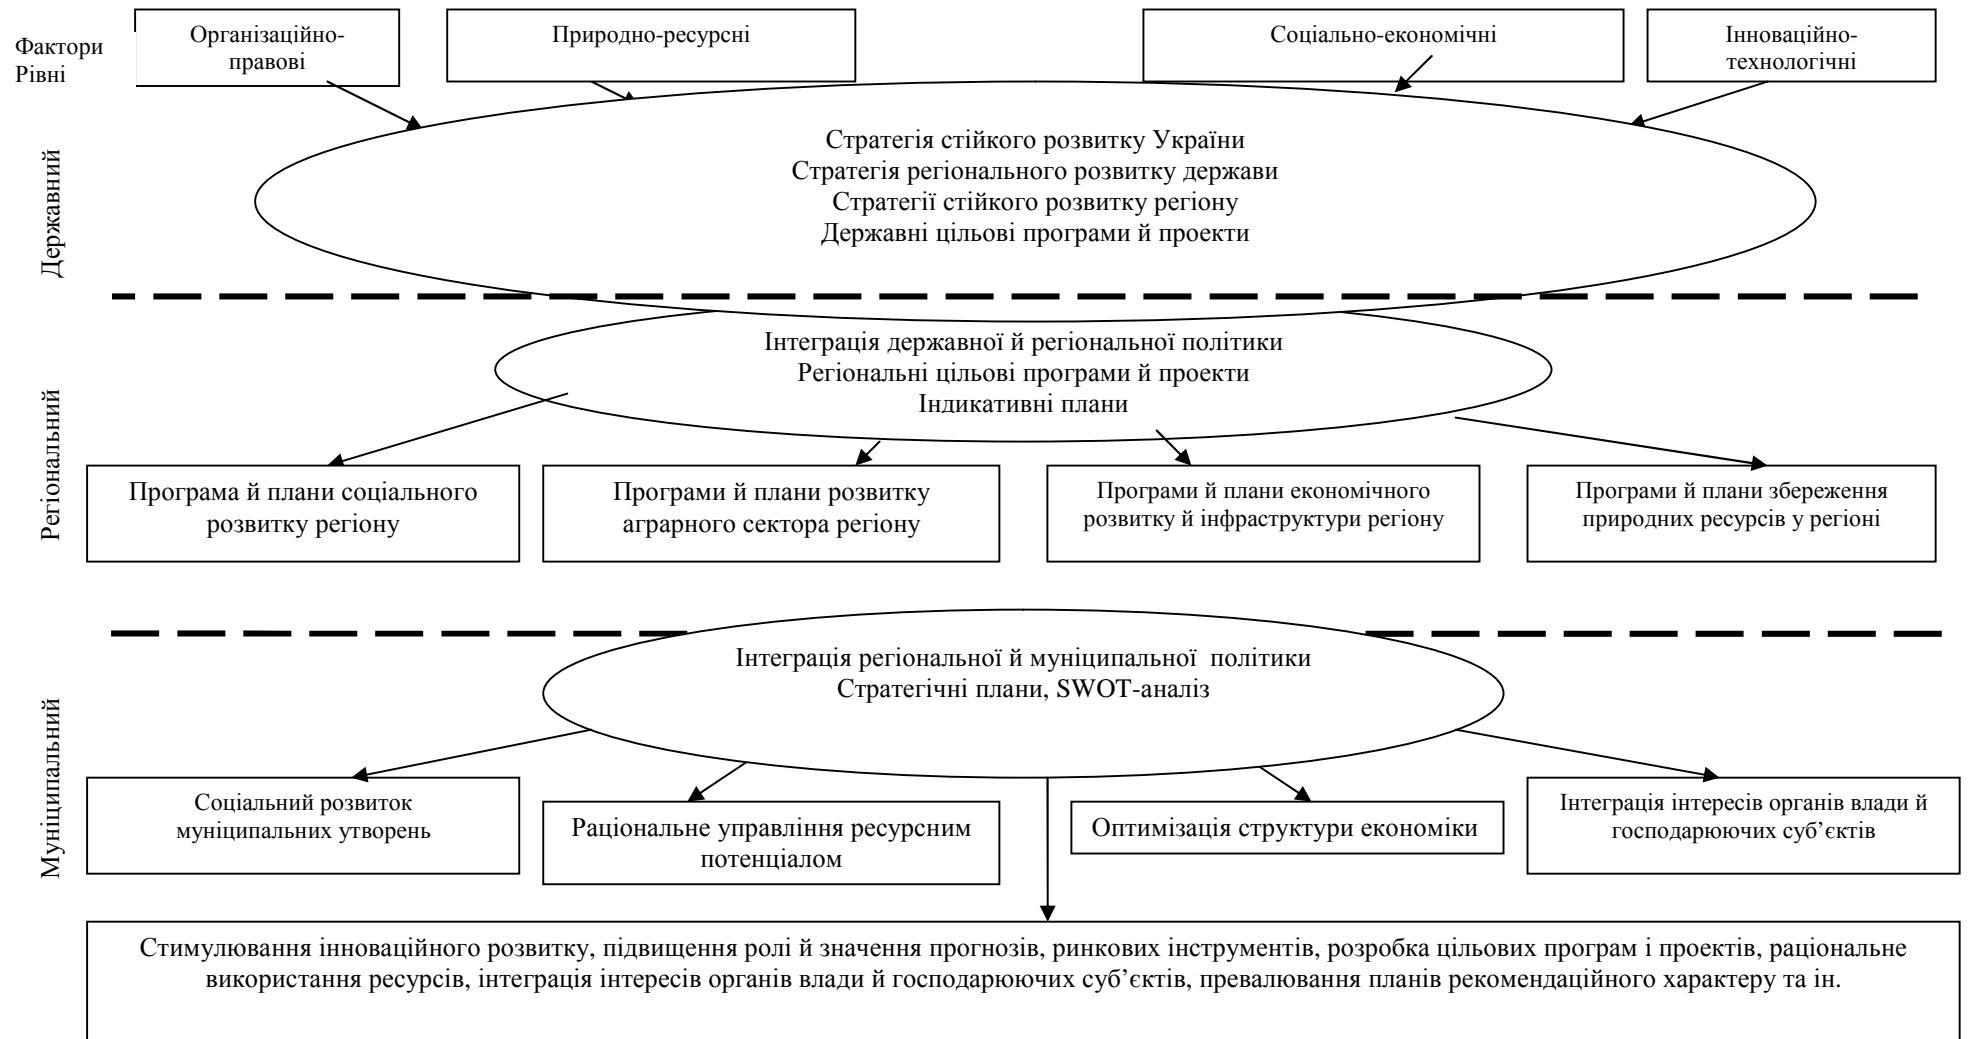 Фактори
Рівні
Організаційно-
правові
Природно-ресурсні
Соціально-економічні
Інноваційно-
технологічні
Державний
Стратегія стійкого розвитку України
Стратегія регіонального розвитку держави
Стратегії стійкого розвитку регіону
Державні цільові програми й проекти
Регіональний
Інтеграція державної й регіональної політики
Регіональні цільові програми й проекти
Індикативні плани
Програма й плани соціального
розвитку регіону
Програми й плани розвитку
аграрного сектора регіону
Програми й плани економічного
розвитку й інфраструктури регіону
Програми й плани збереження
природних ресурсів у регіоні
Муніципальний
Інтеграція регіональної й муніципальної політики
Стратегічні плани, SWOT-аналіз
Соціальний розвиток
муніципальних утворень
Раціональне управління ресурсним
потенціалом
Оптимізація структури економіки
Інтеграція інтересів органів влади й
господарюючих суб’єктів
Стимулювання інноваційного розвитку, підвищення ролі й значення прогнозів, ринкових інструментів, розробка цільових програм і проектів, раціональне
використання ресурсів, інтеграція інтересів органів влади й господарюючих суб’єктів, превалювання планів рекомендаційного характеру та ін.